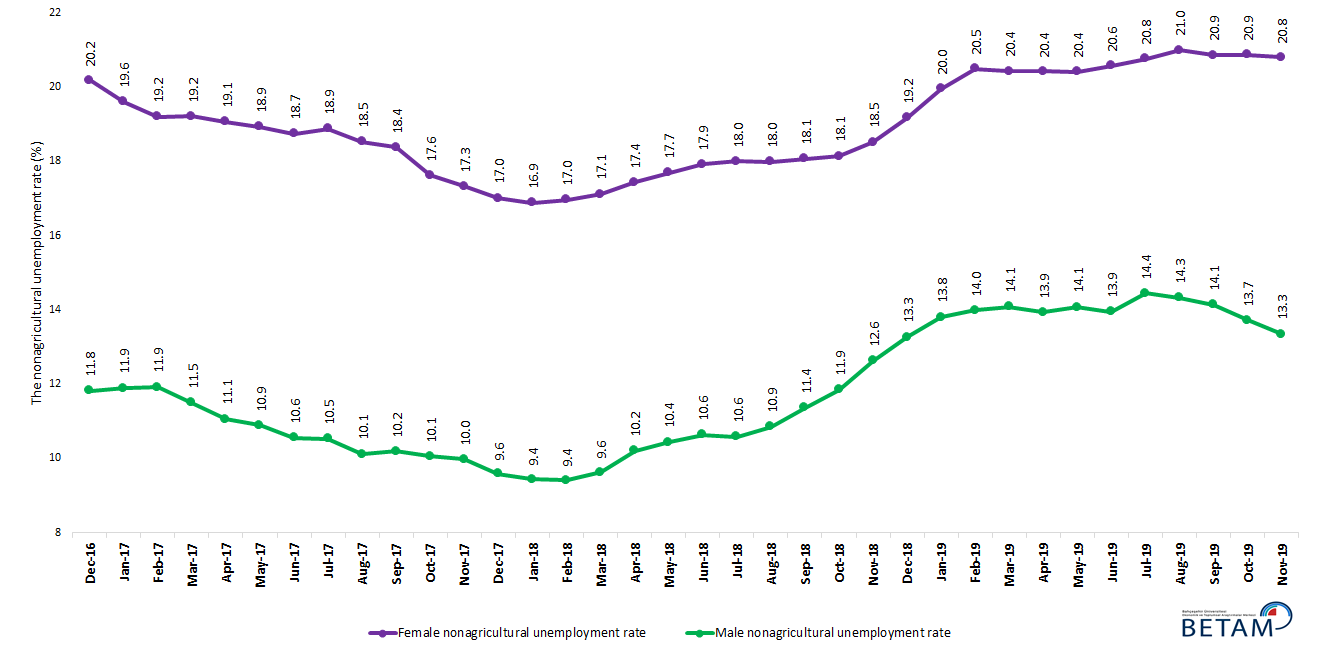 The nonagricultural unemployment rate (%)
22
20
18
16
14
12
10
8
20.2 19.6 19.2 19.2 19.1 18.9 18.7 18.9 18.5 18.4 17.6 17.3 17.0 16.9 17.0 17.1 17.4 17.7 17.9 18.0 18.0 18.1 18.1 18.5 19.2 20.0 20.5 20.4 20.4 20.4 20.6 20.8 21.0 20.9 20.9 20.8
11.8 11.9 11.9 11.5 11.1 10.9 10.6 10.5 10.1 10.2 10.1 10.0 9.6 9.4 9.4 9.6 10.2 10.4 10.6 10.6 10.9 11.4 11.9 12.6 13.3 13.8 14.0 14.1 13.9 14.1 13.9 14.4 14.3 14.1 13.7 13.3
Dec-16 Jan-17 Feb-17 Mar-17 Apr-17 May-17 Jun-17 Jul-17 Aug-17 Sep-17 Oct-17 Nov-17 Dec-17 Jan-18 Feb-18 Mar-18 Apr-18 May-18 Jun-18 Jul-18 Aug-18 Sep-18 Oct-18 Nov-18 Dec-18 Jan-19 Feb-19 Mar-19 Apr-19 May-19 Jun-19 Jul-19 Aug-19 Sep-19 Oct-19 Nov-19
Female nonagricultural unemployment rate
Male nonagricultural unemployment rate
Bahçeşehir Üniversitesi
BETAM